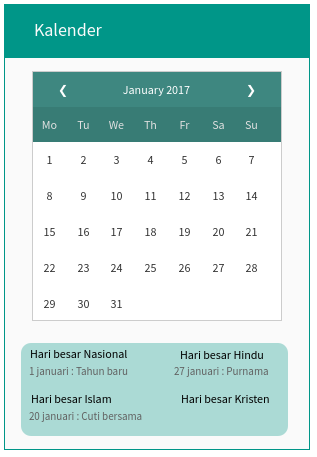 Kalender
❮ January 2017 ❯
Mo Tu We Th Fr Sa Su
1 2 3 4 5 6 7
8 9 10 11 12 13 14
15 16 17 18 19 20 21
22 23 24 25 26 27 28
29 30 31
Hari besar Nasional
1 januari : Tahun baru
Hari besar Hindu
27 januari : Purnama
Hari besar Islam
20 januari : Cuti bersama
Hari besar Kristen